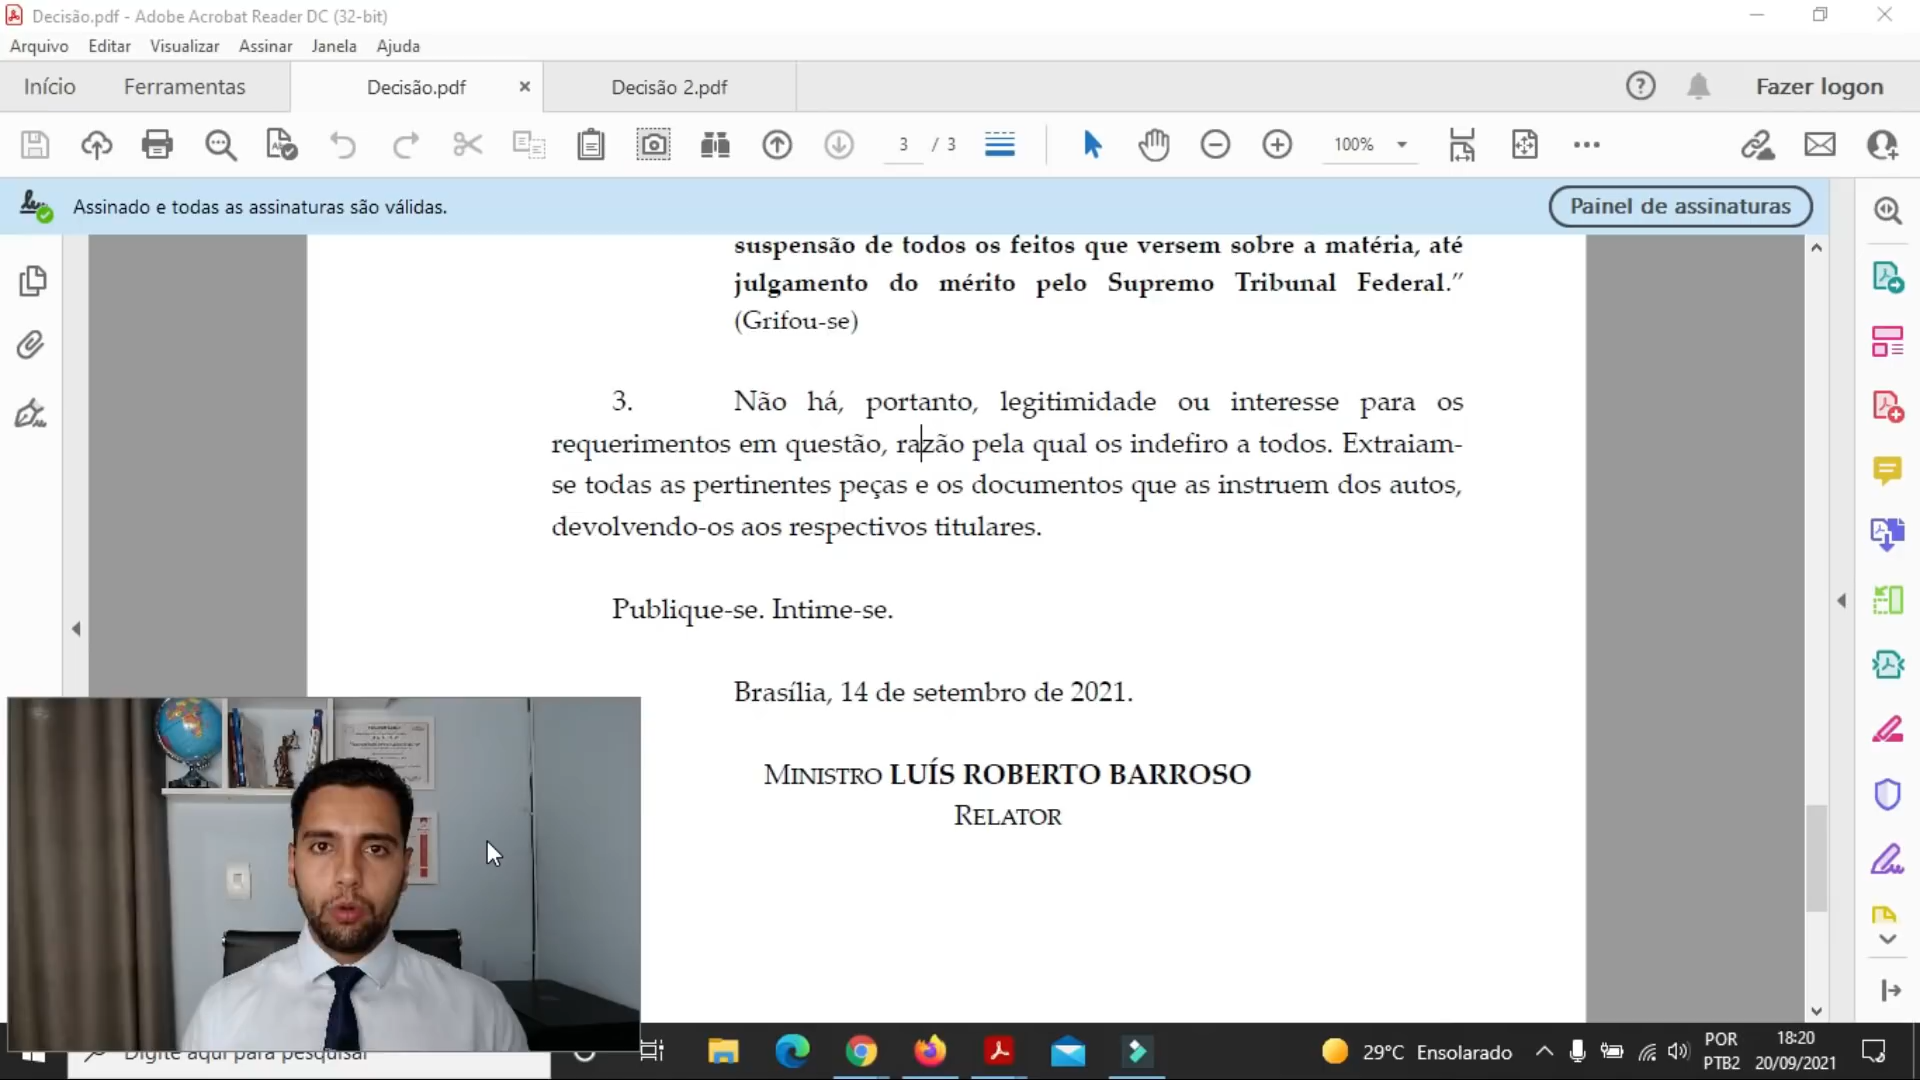 Decisão.pdf - Adobe Acrobat Reader DC (32-bit)
Arquivo Editar Visualizar Assinar Janela Ajuda
Início Ferramentas Decisão.pdf Decisão 2.pdf Fazer logon
3 / 3 100%
Assinado e todas as assinaturas são válidas. Painel de assinaturas
suspensão de todos os feitos que versem sobre a matéria, até
julgamento do mérito pelo Supremo Tribunal Federal.”
(Grifou-se)
3. Não há, portanto, legitimidade ou interesse para os
requerimentos em questão, razão pela qual os indefiro a todos. Extraiam-
se todas as pertinentes peças e os documentos que as instruem dos autos,
devolvendo-os aos respectivos titulares.
Publique-se. Intime-se.
Brasília, 14 de setembro de 2021.
MINISTRO LUÍS ROBERTO BARROSO
RELATOR
Digite aqui para pesquisar
29°C Ensolarado
POR
PTB2
18:20
20/09/2021